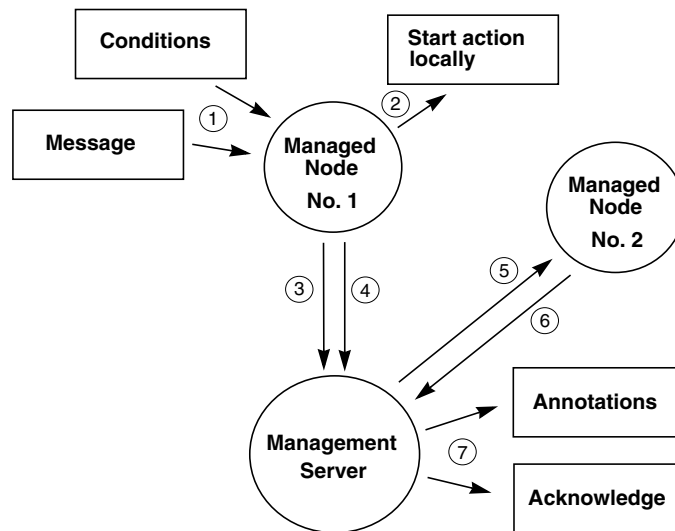 Conditions
Start action
locally
1
2
Message
Managed
Node
No. 1
Managed
Node
No. 2
3
4
5
6
Annotations
Management
Server
7
Acknowledge